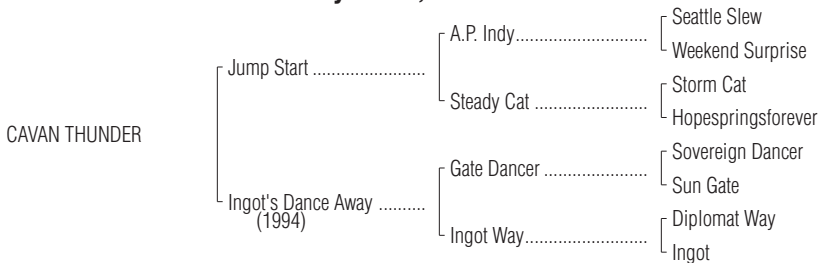 Seattle Slew
A.P. Indy..............................
Weekend Surprise
Jump Start ........................
Storm Cat
Steady Cat ..........................
Hopespringsforever
CAVAN THUNDER
Sovereign Dancer
Gate Dancer ........................
Sun Gate
Ingot's Dance Away ..........
(1994)
Diplomat Way
Ingot Way............................
Ingot